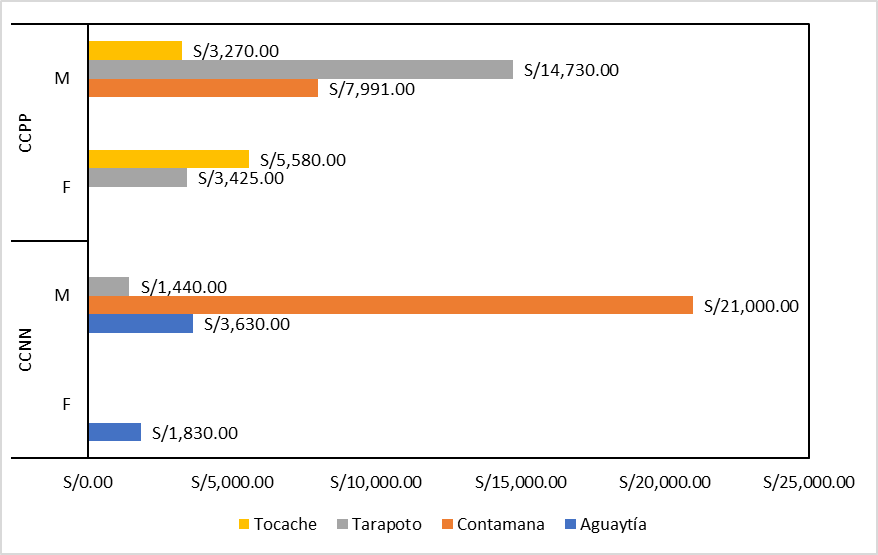 S/3,270.00
M
S/14,730.00
S/7,991.00
CCPP
S/5,580.00
S/3,425.00
F
S/1,440.00
M
S/21,000.00
S/3,630.00
CCNN
F
S/1,830.00
S/0.00 S/5,000.00 S/10,000.00 S/15,000.00 S/20,000.00 S/25,000.00
Tocache Tarapoto Contamana Aguaytía